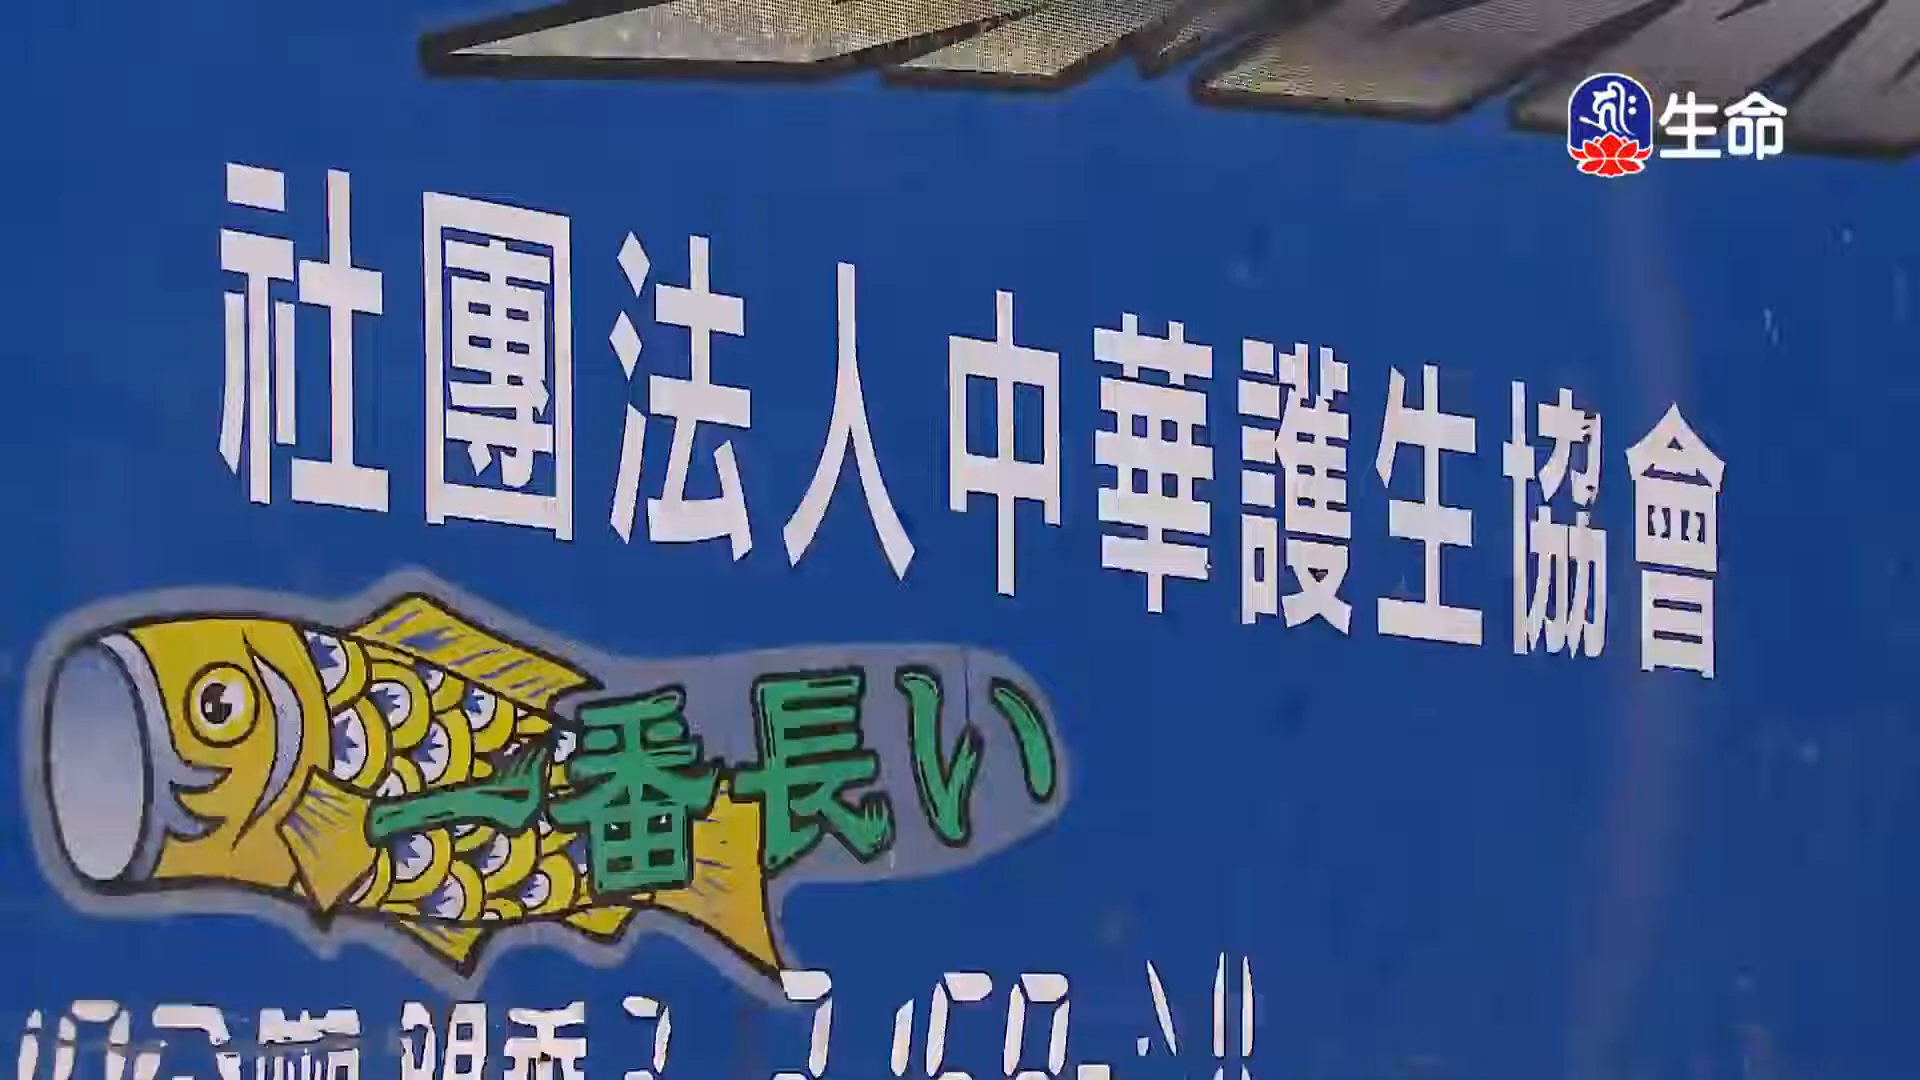 生命
社團法人中華護生協會
一番長い